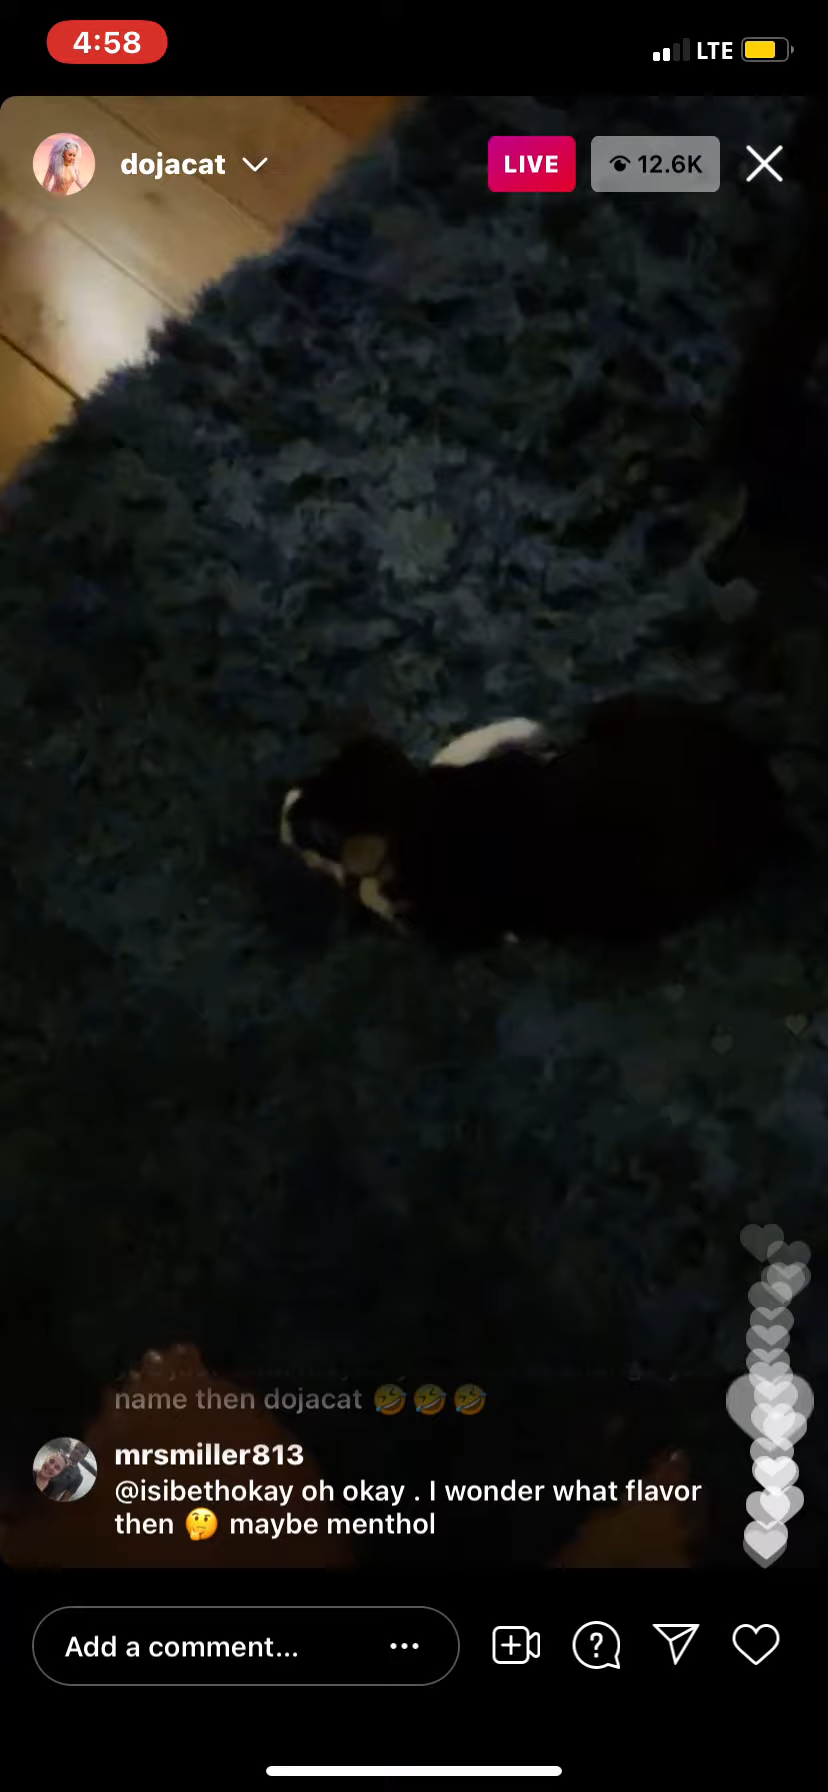 4:58
LTE
dojacat
LIVE
12.6K
name then dojacat 🤣🤣🤣
mrsmiller813
@isibethokay oh okay . I wonder what flavor
then 🤔 maybe menthol
Add a comment...